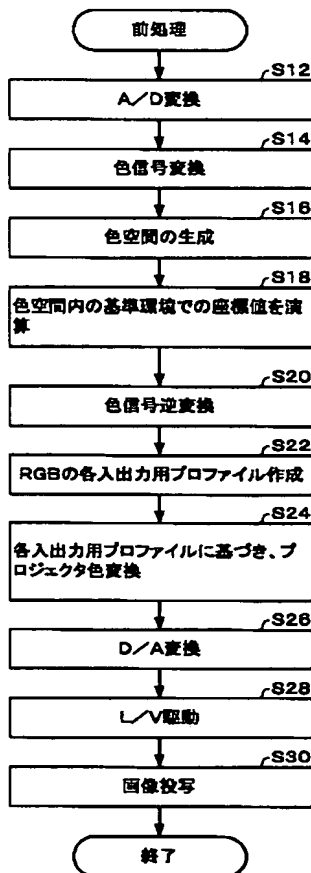 前処理
S12
A/D変換
S14
色信号変換
S16
色空間の生成
S18
色空間内の基準環境での座標値を演
算
S20
色信号逆変換
S22
RGBの各入出力用プロファイル作成
S24
各入出力用プロファイルに基づき、プ
ロジェクタ色変換
S26
D/A変換
S28
L/V駆動
S30
画像投写
終了